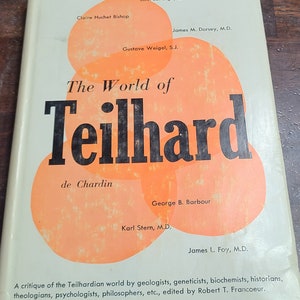 Claire Huchet Bishop
James M. Dorsey, M.D.
Gustave Weigel, S.J.
The World of
Teilhard
de Chardin
George B. Barbour
Karl Stern, M.D.
James L. Foy, M.D.
A critique of the Teilhardian world by geologists, geneticists, biochemists, historians,
theologians, psychologists, philosophers, etc., edited by Robert T. Francoeur.